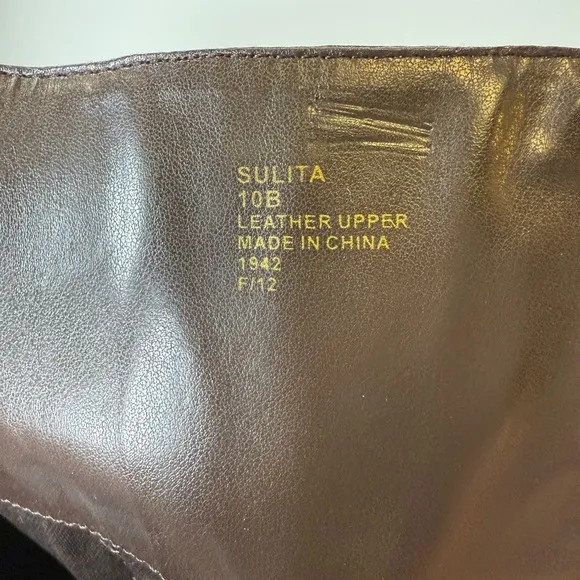 SULITA
10B
LEATHER UPPER
MADE IN CHINA
1942
F/12